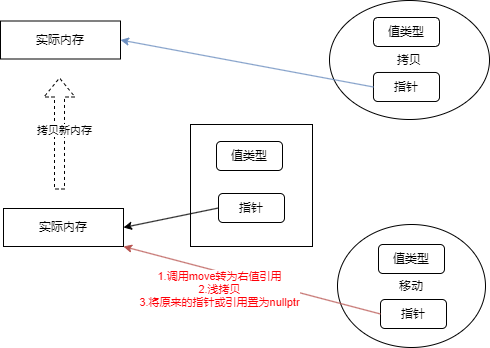 实际内存
值类型
拷贝
指针
拷贝新内存
值类型
指针
实际内存
1.调用move转为右值引用
2.浅拷贝
3.将原来的指针或引用置为nullptr
值类型
移动
指针